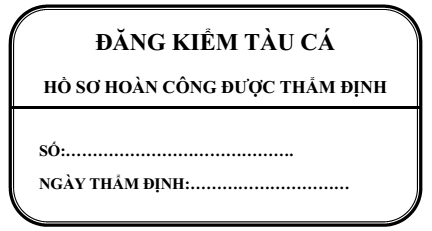 ĐĂNG KIỂM TÀU CÁ
HỒ SƠ HOÀN CÔNG ĐƯỢC THẨM ĐỊNH
SỐ:…………………………………….
NGÀY THẨM ĐỊNH:…………………………